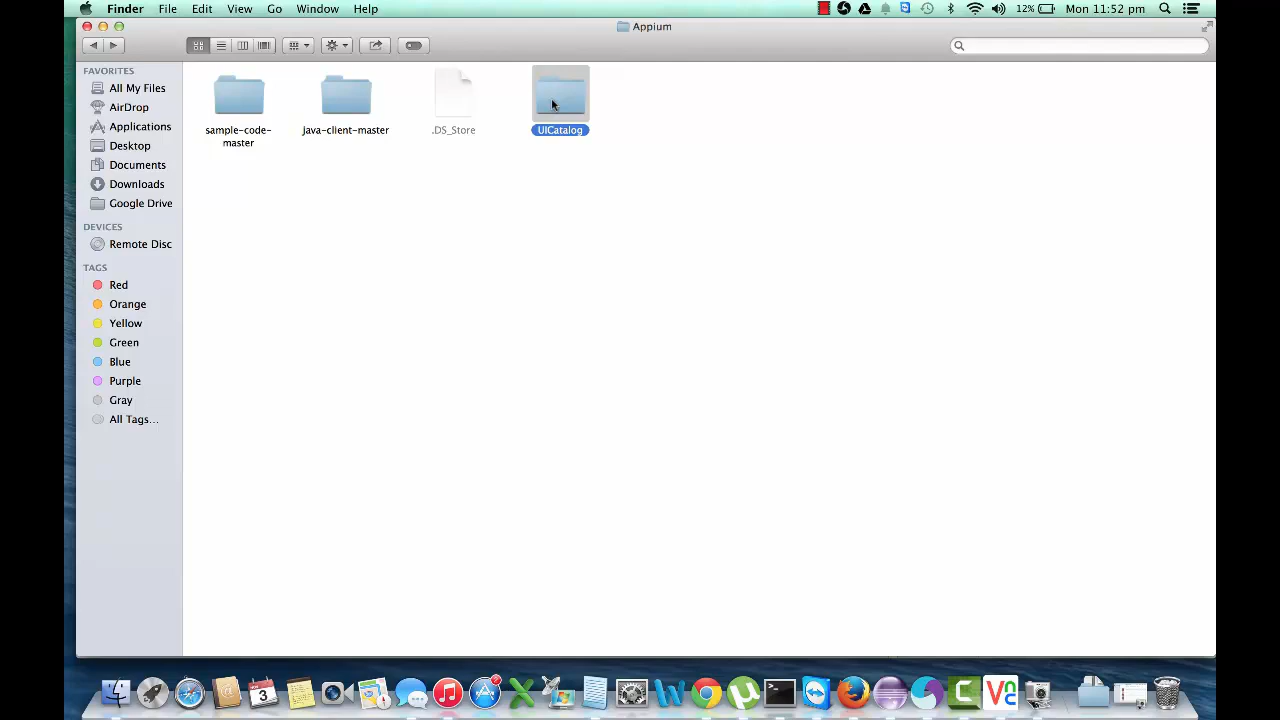 Finder File Edit View Go Window Help 12% Mon 11:52 pm
Appium
FAVORITES
All My Files
AirDrop
Applications
Desktop
Documents
Downloads
Google Drive
DEVICES
Remote Disc
TAGS
Red
Orange
Yellow
Green
Blue
Purple
Gray
All Tags...
sample-code-
master
java-client-master
.DS_Store
UICatalog
3